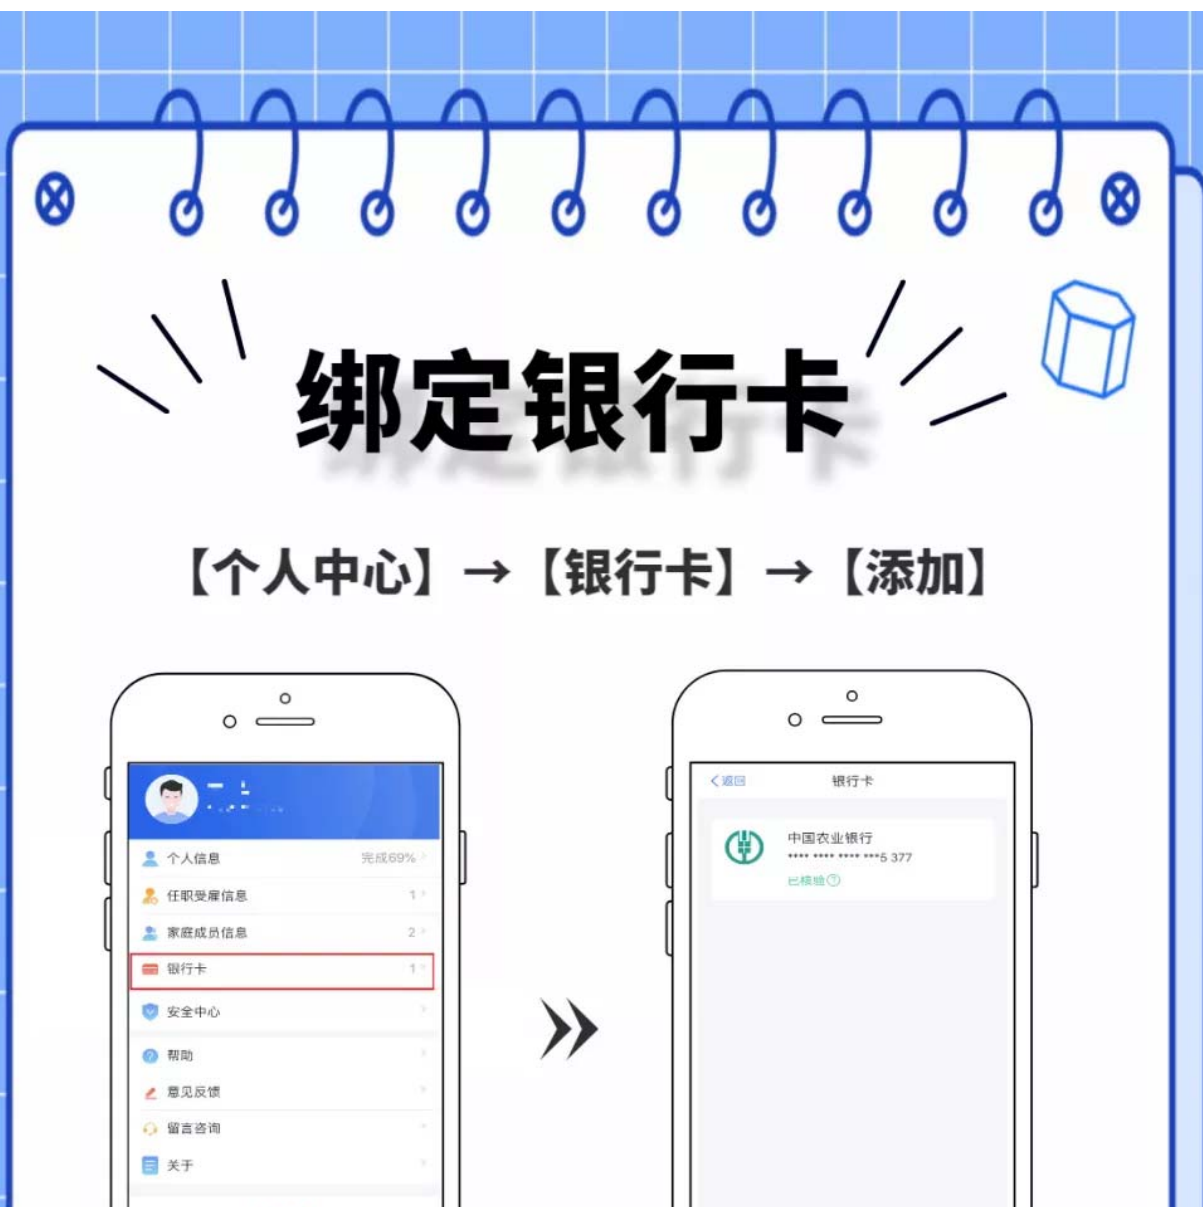 绑定银行卡
【个人中心】→【银行卡】→【添加】
个人信息 完成69%
任职受雇信息 1
家庭成员信息 2
银行卡 1
安全中心
帮助
意见反馈
留言咨询
关于
返回 银行卡
中国农业银行
**** **** **** ***5 377
已核验